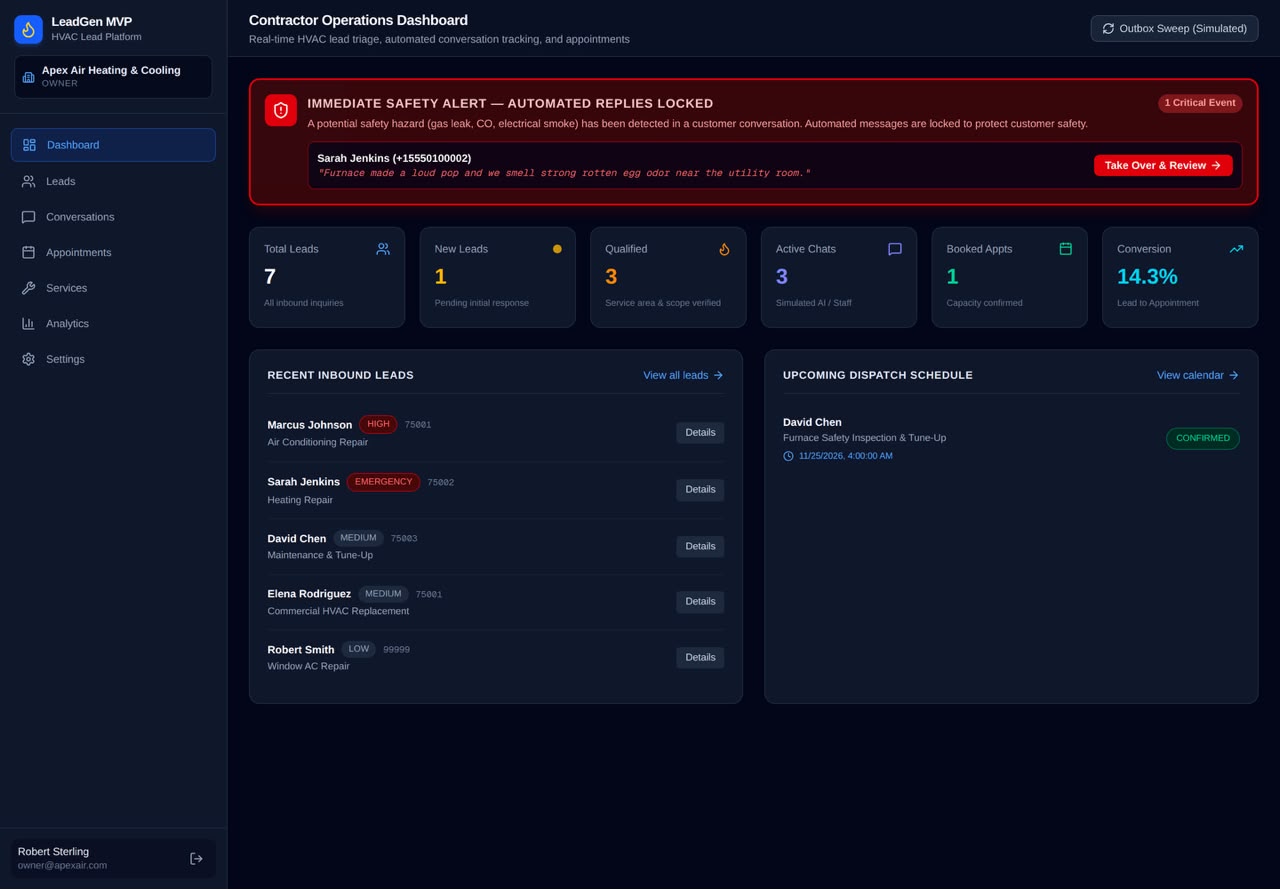 LeadGen MVP
HVAC Lead Platform
Apex Air Heating & Cooling
OWNER
Dashboard
Leads
Conversations
Appointments
Services
Analytics
Settings
Robert Sterling
owner@apexair.com
Contractor Operations Dashboard
Real-time HVAC lead triage, automated conversation tracking, and appointments
Outbox Sweep (Simulated)
IMMEDIATE SAFETY ALERT — AUTOMATED REPLIES LOCKED
1 Critical Event
A potential safety hazard (gas leak, CO, electrical smoke) has been detected in a customer conversation. Automated messages are locked to protect customer safety.
Sarah Jenkins (+15550100002)
"Furnace made a loud pop and we smell strong rotten egg odor near the utility room."
Take Over & Review
Total Leads
7
All inbound inquiries
New Leads
1
Pending initial response
Qualified
3
Service area & scope verified
Active Chats
3
Simulated AI / Staff
Booked Appts
1
Capacity confirmed
Conversion
14.3%
Lead to Appointment
RECENT INBOUND LEADS
View all leads
Marcus Johnson HIGH 75001
Air Conditioning Repair
Details
Sarah Jenkins EMERGENCY 75002
Heating Repair
Details
David Chen MEDIUM 75003
Maintenance & Tune-Up
Details
Elena Rodriguez MEDIUM 75001
Commercial HVAC Replacement
Details
Robert Smith LOW 99999
Window AC Repair
Details
UPCOMING DISPATCH SCHEDULE
View calendar
David Chen
Furnace Safety Inspection & Tune-Up
11/25/2026, 4:00:00 AM
CONFIRMED